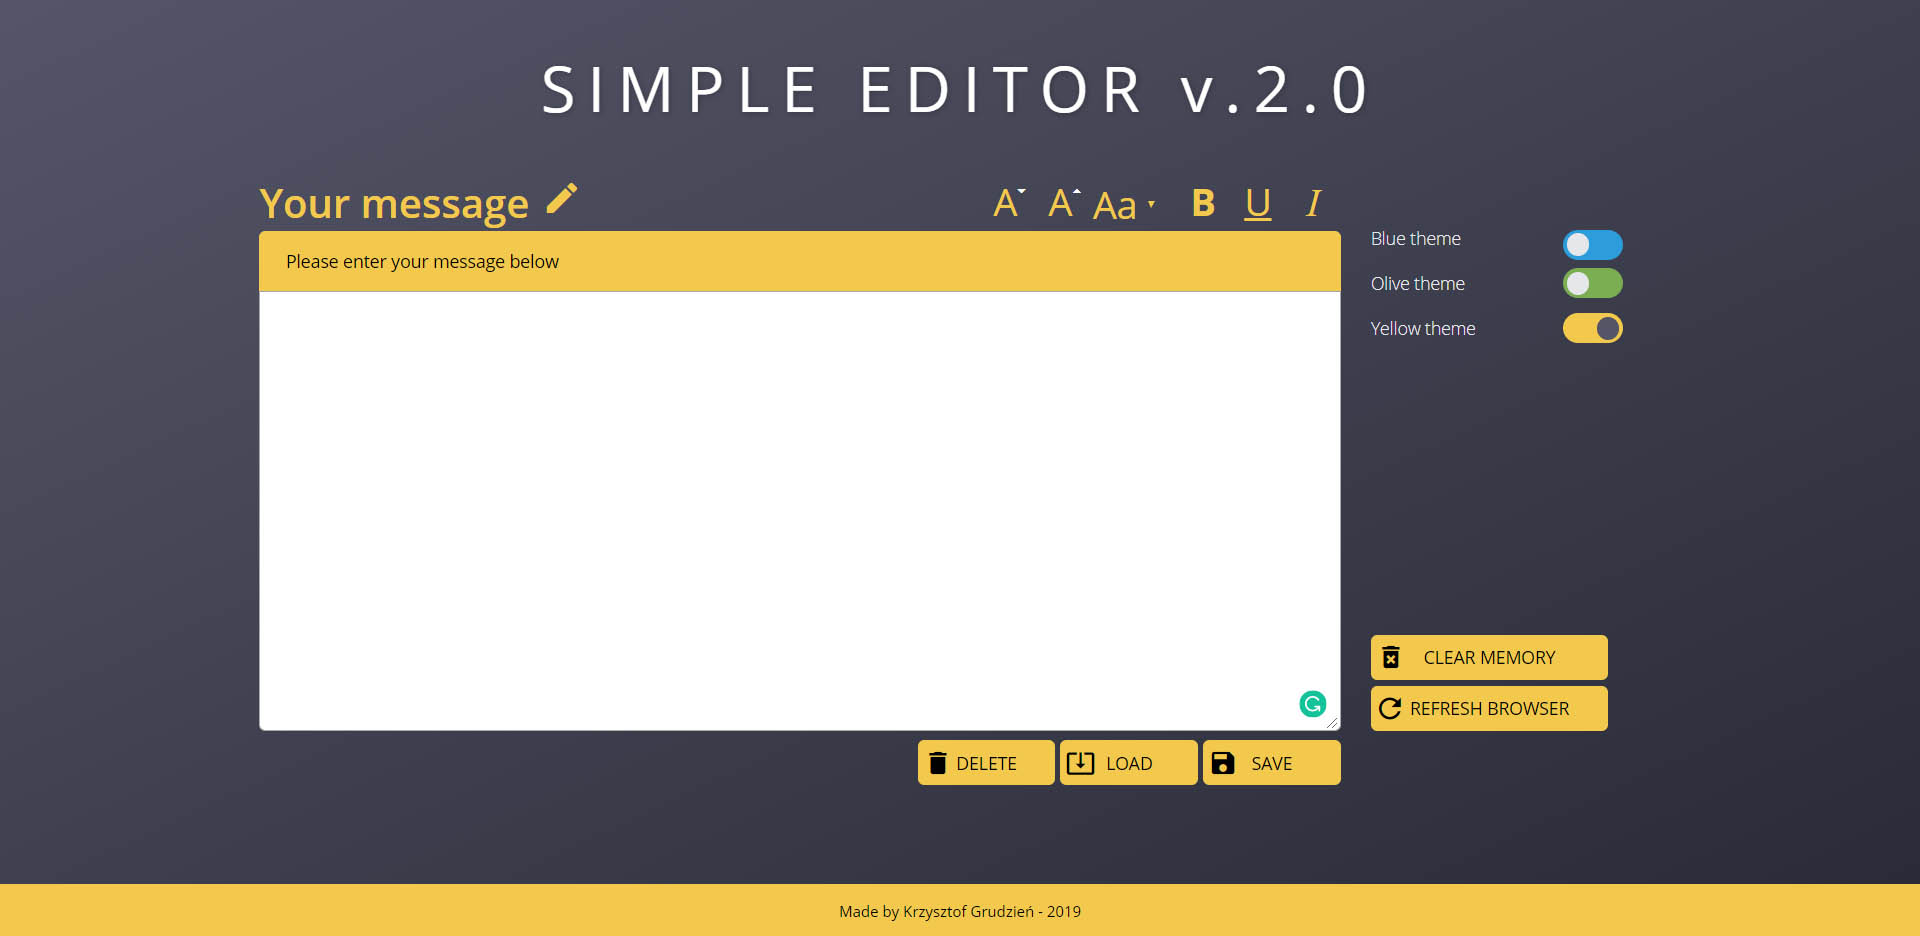 SIMPLE EDITOR v.2.0
Your message
A A Aa B U I
Please enter your message below
Blue theme
Olive theme
Yellow theme
CLEAR MEMORY
REFRESH BROWSER
DELETE LOAD SAVE
Made by Krzysztof Grudzień - 2019